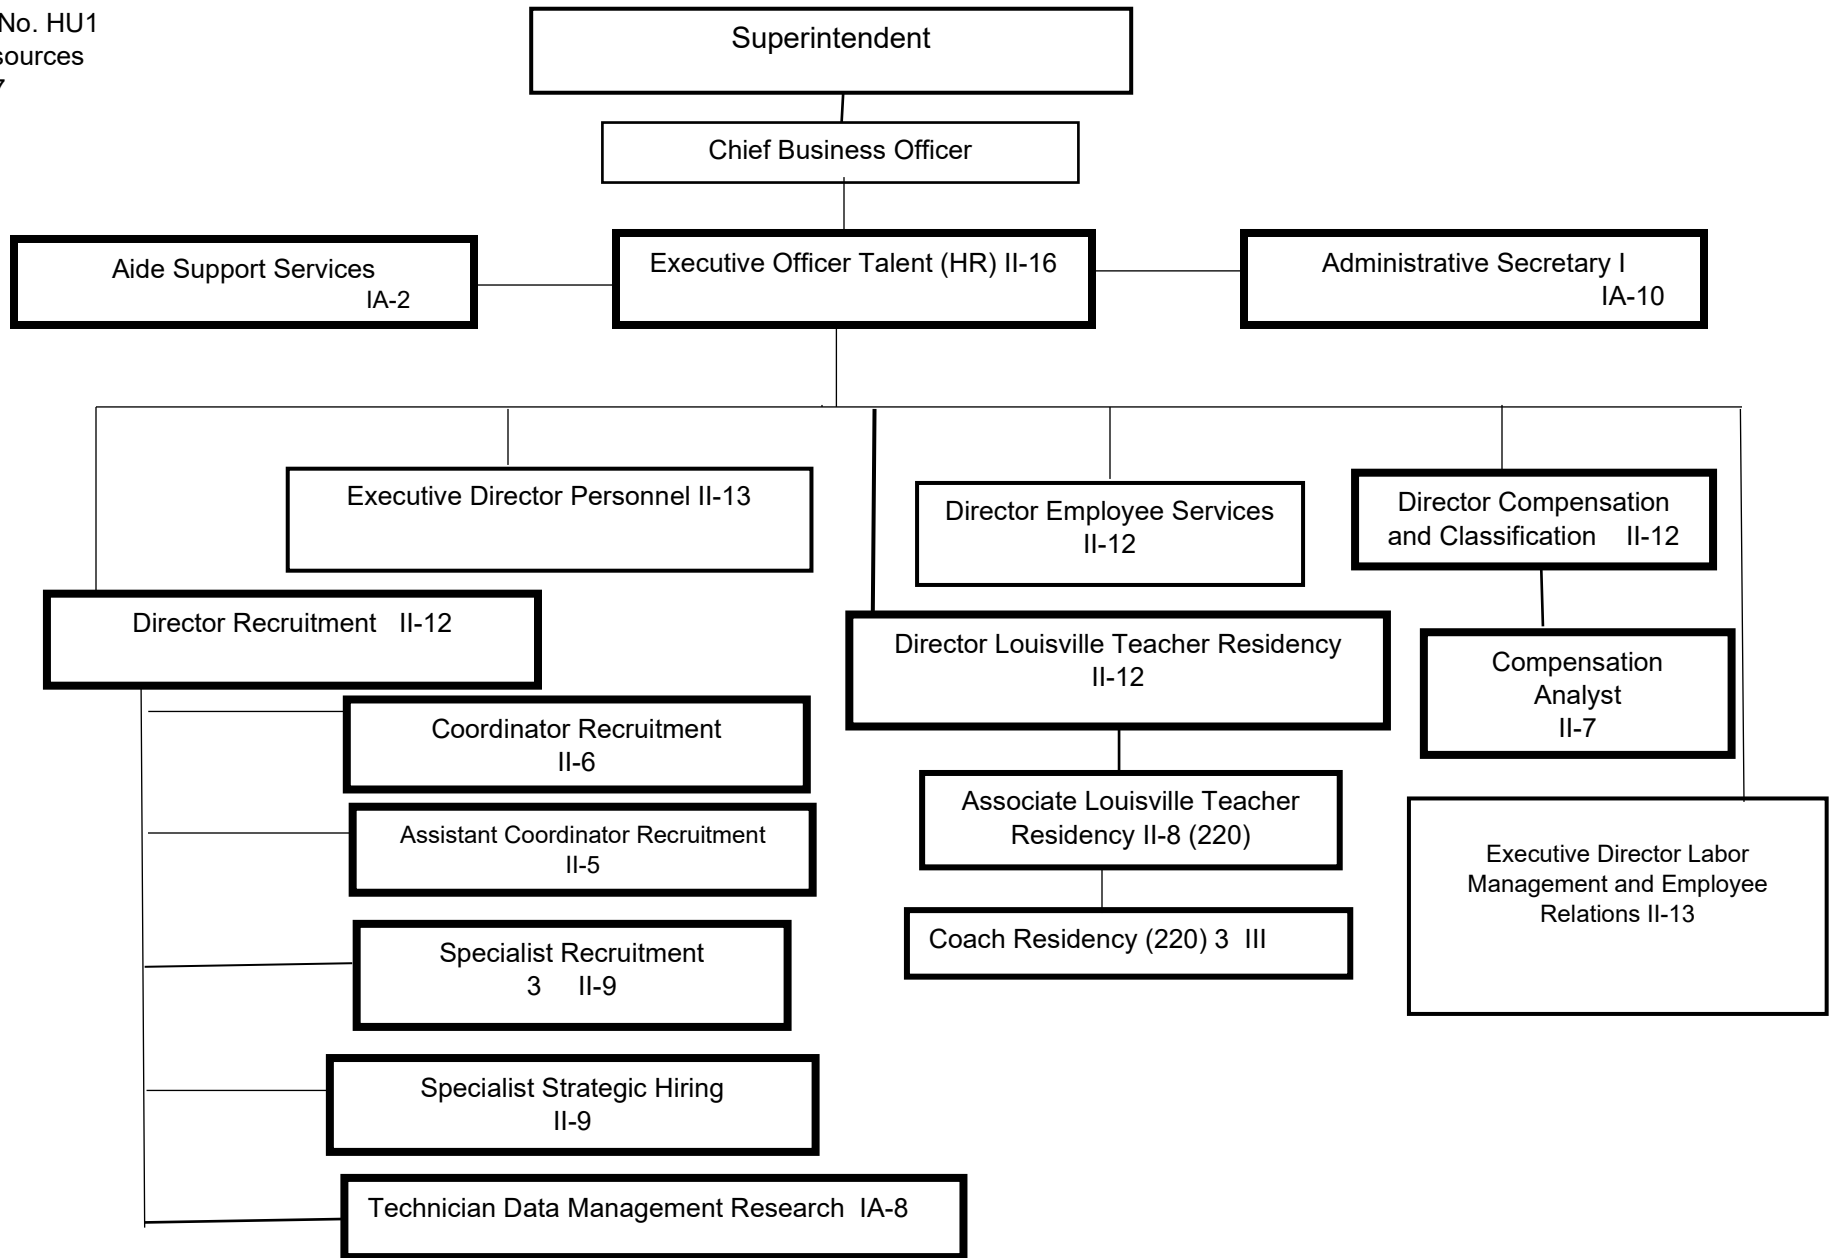 No. HU1
sources
7
Superintendent
Chief Business Officer
Aide Support Services
IA-2
Executive Officer Talent (HR) II-16
Administrative Secretary I
IA-10
Executive Director Personnel II-13
Director Employee Services
II-12
Director Compensation
and Classification II-12
Director Recruitment II-12
Director Louisville Teacher Residency
II-12
Compensation
Analyst
II-7
Coordinator Recruitment
II-6
Assistant Coordinator Recruitment
II-5
Associate Louisville Teacher
Residency II-8 (220)
Executive Director Labor
Management and Employee
Relations II-13
Coach Residency (220) 3 III
Specialist Recruitment
3 II-9
Specialist Strategic Hiring
II-9
Technician Data Management Research IA-8